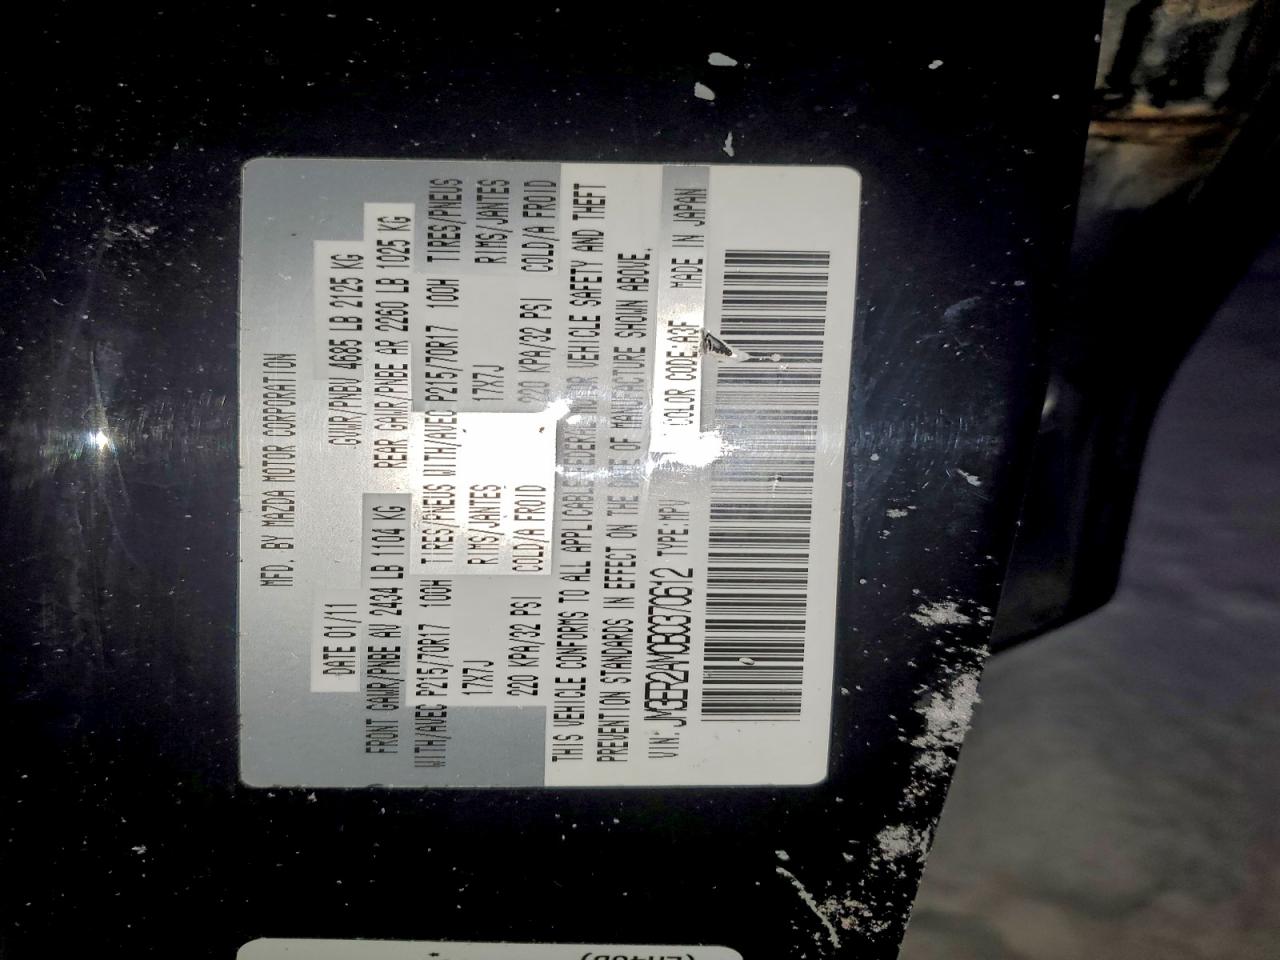 MFD. BY MAZDA MOTOR CORPORATION
DATE 01/11 GVWR/PNBV 4685 LB 2125 KG
FRONT GAWR/PNBE AV 2434 LB 1104 KG REAR GAWR/PNBE AR 2260 LB 1025 KG
WITH/AVEC P215/70R17 100H TIRES/PNEUS WITH/AVEC P215/70R17 100H TIRES/PNEUS
17X7J RIMS/JANTES 17X7J RIMS/JANTES
220 KPA/32 PSI COLD/A FROID 220 KPA/32 PSI COLD/A FROID
THIS VEHICLE CONFORMS TO ALL APPLICABLE FEDERAL MOTOR VEHICLE SAFETY AND THEFT
PREVENTION STANDARDS IN EFFECT ON THE DATE OF MANUFACTURE SHOWN ABOVE.
VIN: JM3ER2AM0B0370612 TYPE:MPV COLOR CODE:A3F MADE IN JAPAN